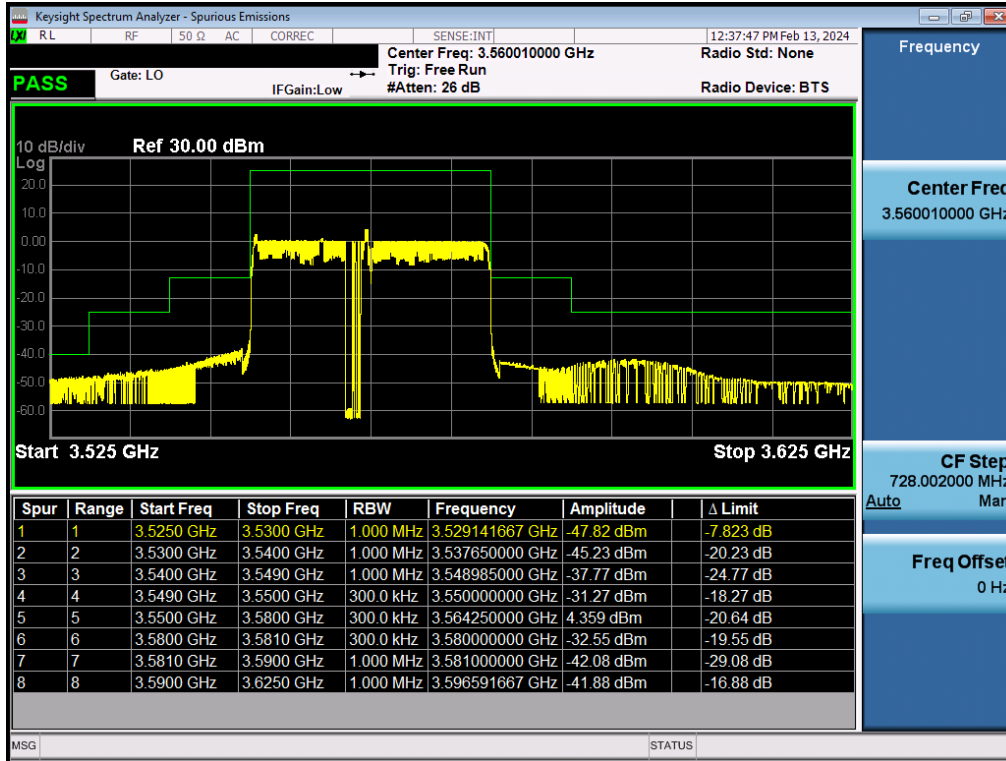 Keysight Spectrum Analyzer - Spurious Emissions
LXI RL RF 50 Ω AC CORREC SENSE:INT 12:37:47 PM Feb 13, 2024
Center Freq: 3.560010000 GHz Radio Std: None
Gate: LO Trig: Free Run
PASS IFGain:Low #Atten: 26 dB Radio Device: BTS
10 dB/div Ref 30.00 dBm
Log
20.0
10.0
0.00
-10.0
-20.0
-30.0
-40.0
-50.0
-60.0
Start 3.525 GHz Stop 3.625 GHz
Spur Range Start Freq Stop Freq RBW Frequency Amplitude Δ Limit
1 1 3.5250 GHz 3.5300 GHz 1.000 MHz 3.529141667 GHz -47.82 dBm -7.823 dB
2 2 3.5300 GHz 3.5400 GHz 1.000 MHz 3.537650000 GHz -45.23 dBm -20.23 dB
3 3 3.5400 GHz 3.5490 GHz 1.000 MHz 3.548985000 GHz -37.77 dBm -24.77 dB
4 4 3.5490 GHz 3.5500 GHz 300.0 kHz 3.550000000 GHz -31.27 dBm -18.27 dB
5 5 3.5500 GHz 3.5800 GHz 300.0 kHz 3.564250000 GHz 4.359 dBm -20.64 dB
6 6 3.5800 GHz 3.5810 GHz 300.0 kHz 3.580000000 GHz -32.55 dBm -19.55 dB
7 7 3.5810 GHz 3.5900 GHz 1.000 MHz 3.581000000 GHz -42.08 dBm -29.08 dB
8 8 3.5900 GHz 3.6250 GHz 1.000 MHz 3.596591667 GHz -41.88 dBm -16.88 dB
MSG STATUS
Frequency
Center Freq
3.560010000 GHz
CF Step
728.002000 MHz
Auto Man
Freq Offset
0 Hz